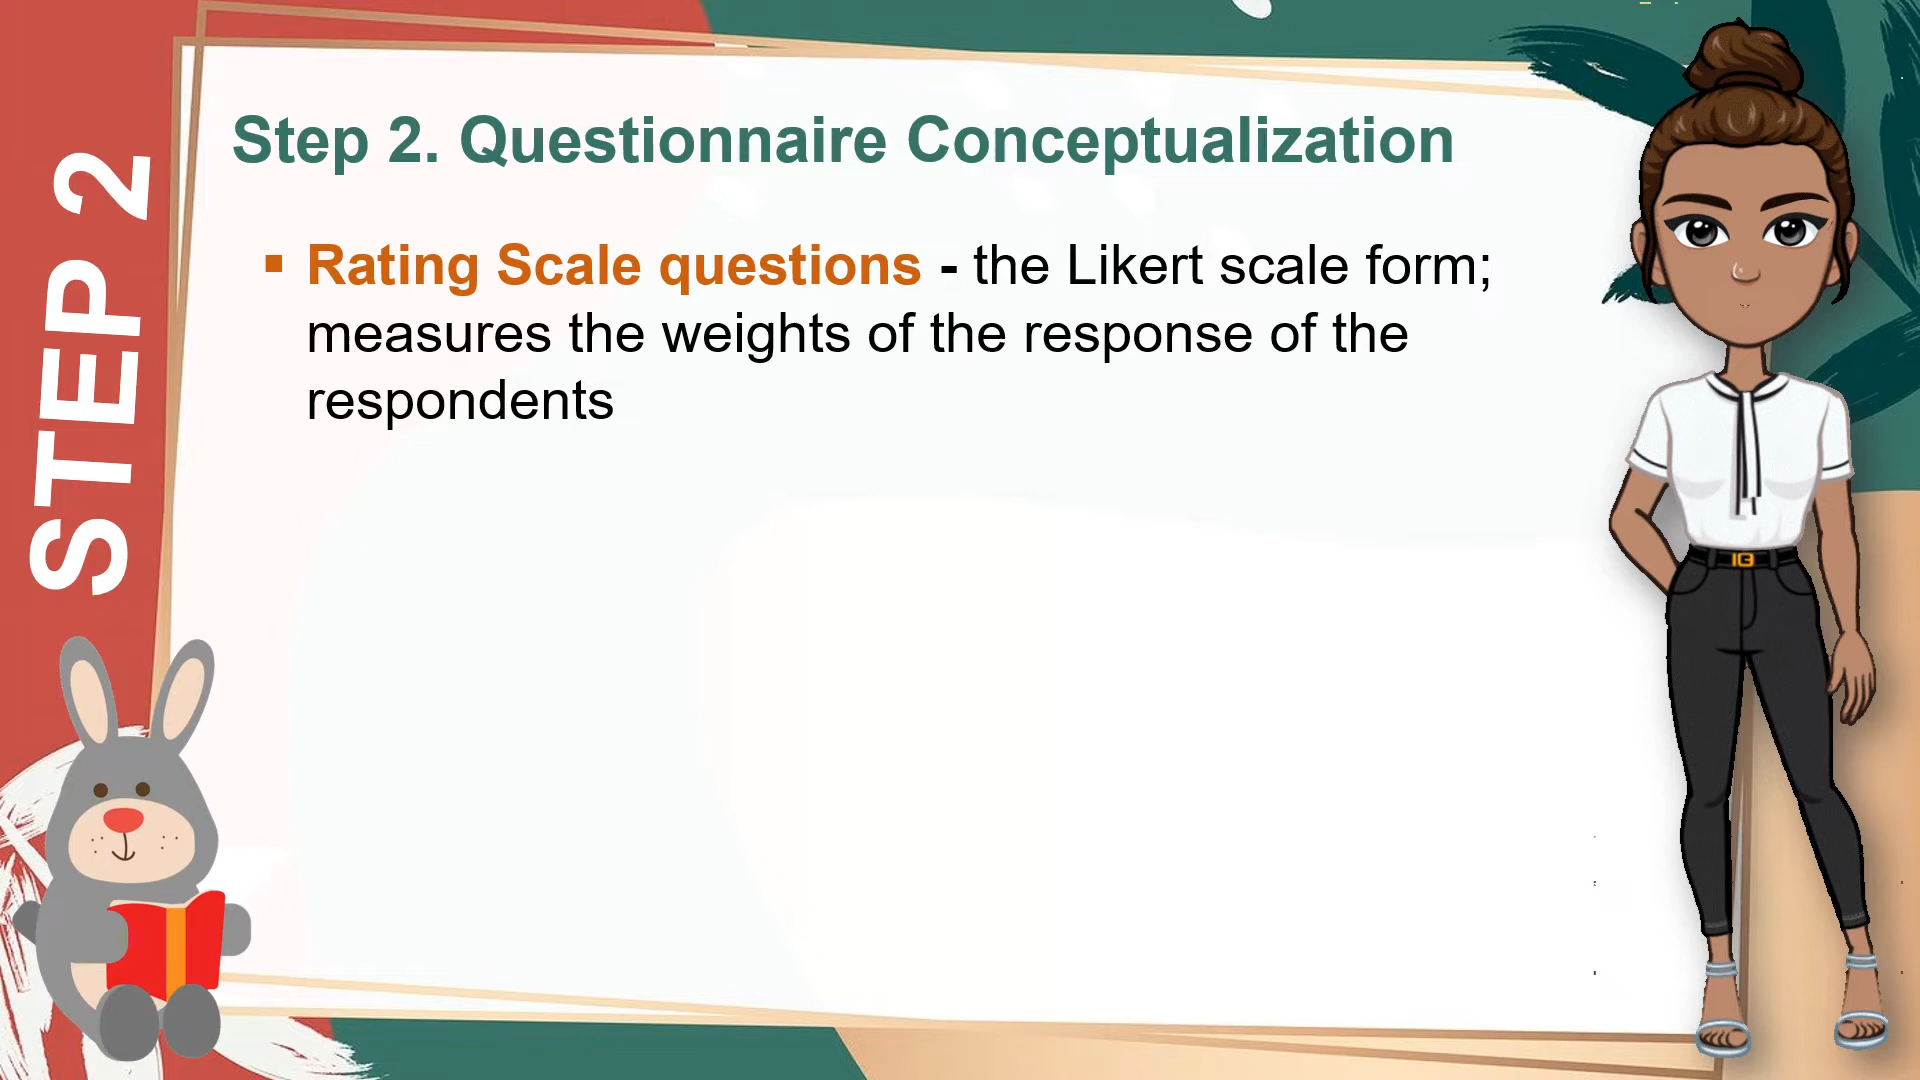 STEP 2
Step 2. Questionnaire Conceptualization
▪ Rating Scale questions - the Likert scale form;
measures the weights of the response of the
respondents